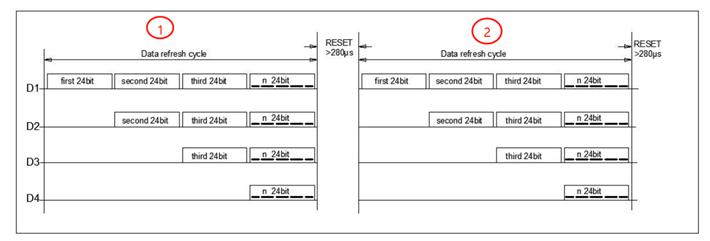 1
2
RESET
>280µs
Data refresh cycle
RESET
>280µs
Data refresh cycle
D1 first 24bit second 24bit third 24bit n 24bit first 24bit second 24bit third 24bit n 24bit
D2 second 24bit third 24bit n 24bit second 24bit third 24bit n 24bit
D3 third 24bit n 24bit third 24bit n 24bit
D4 n 24bit n 24bit